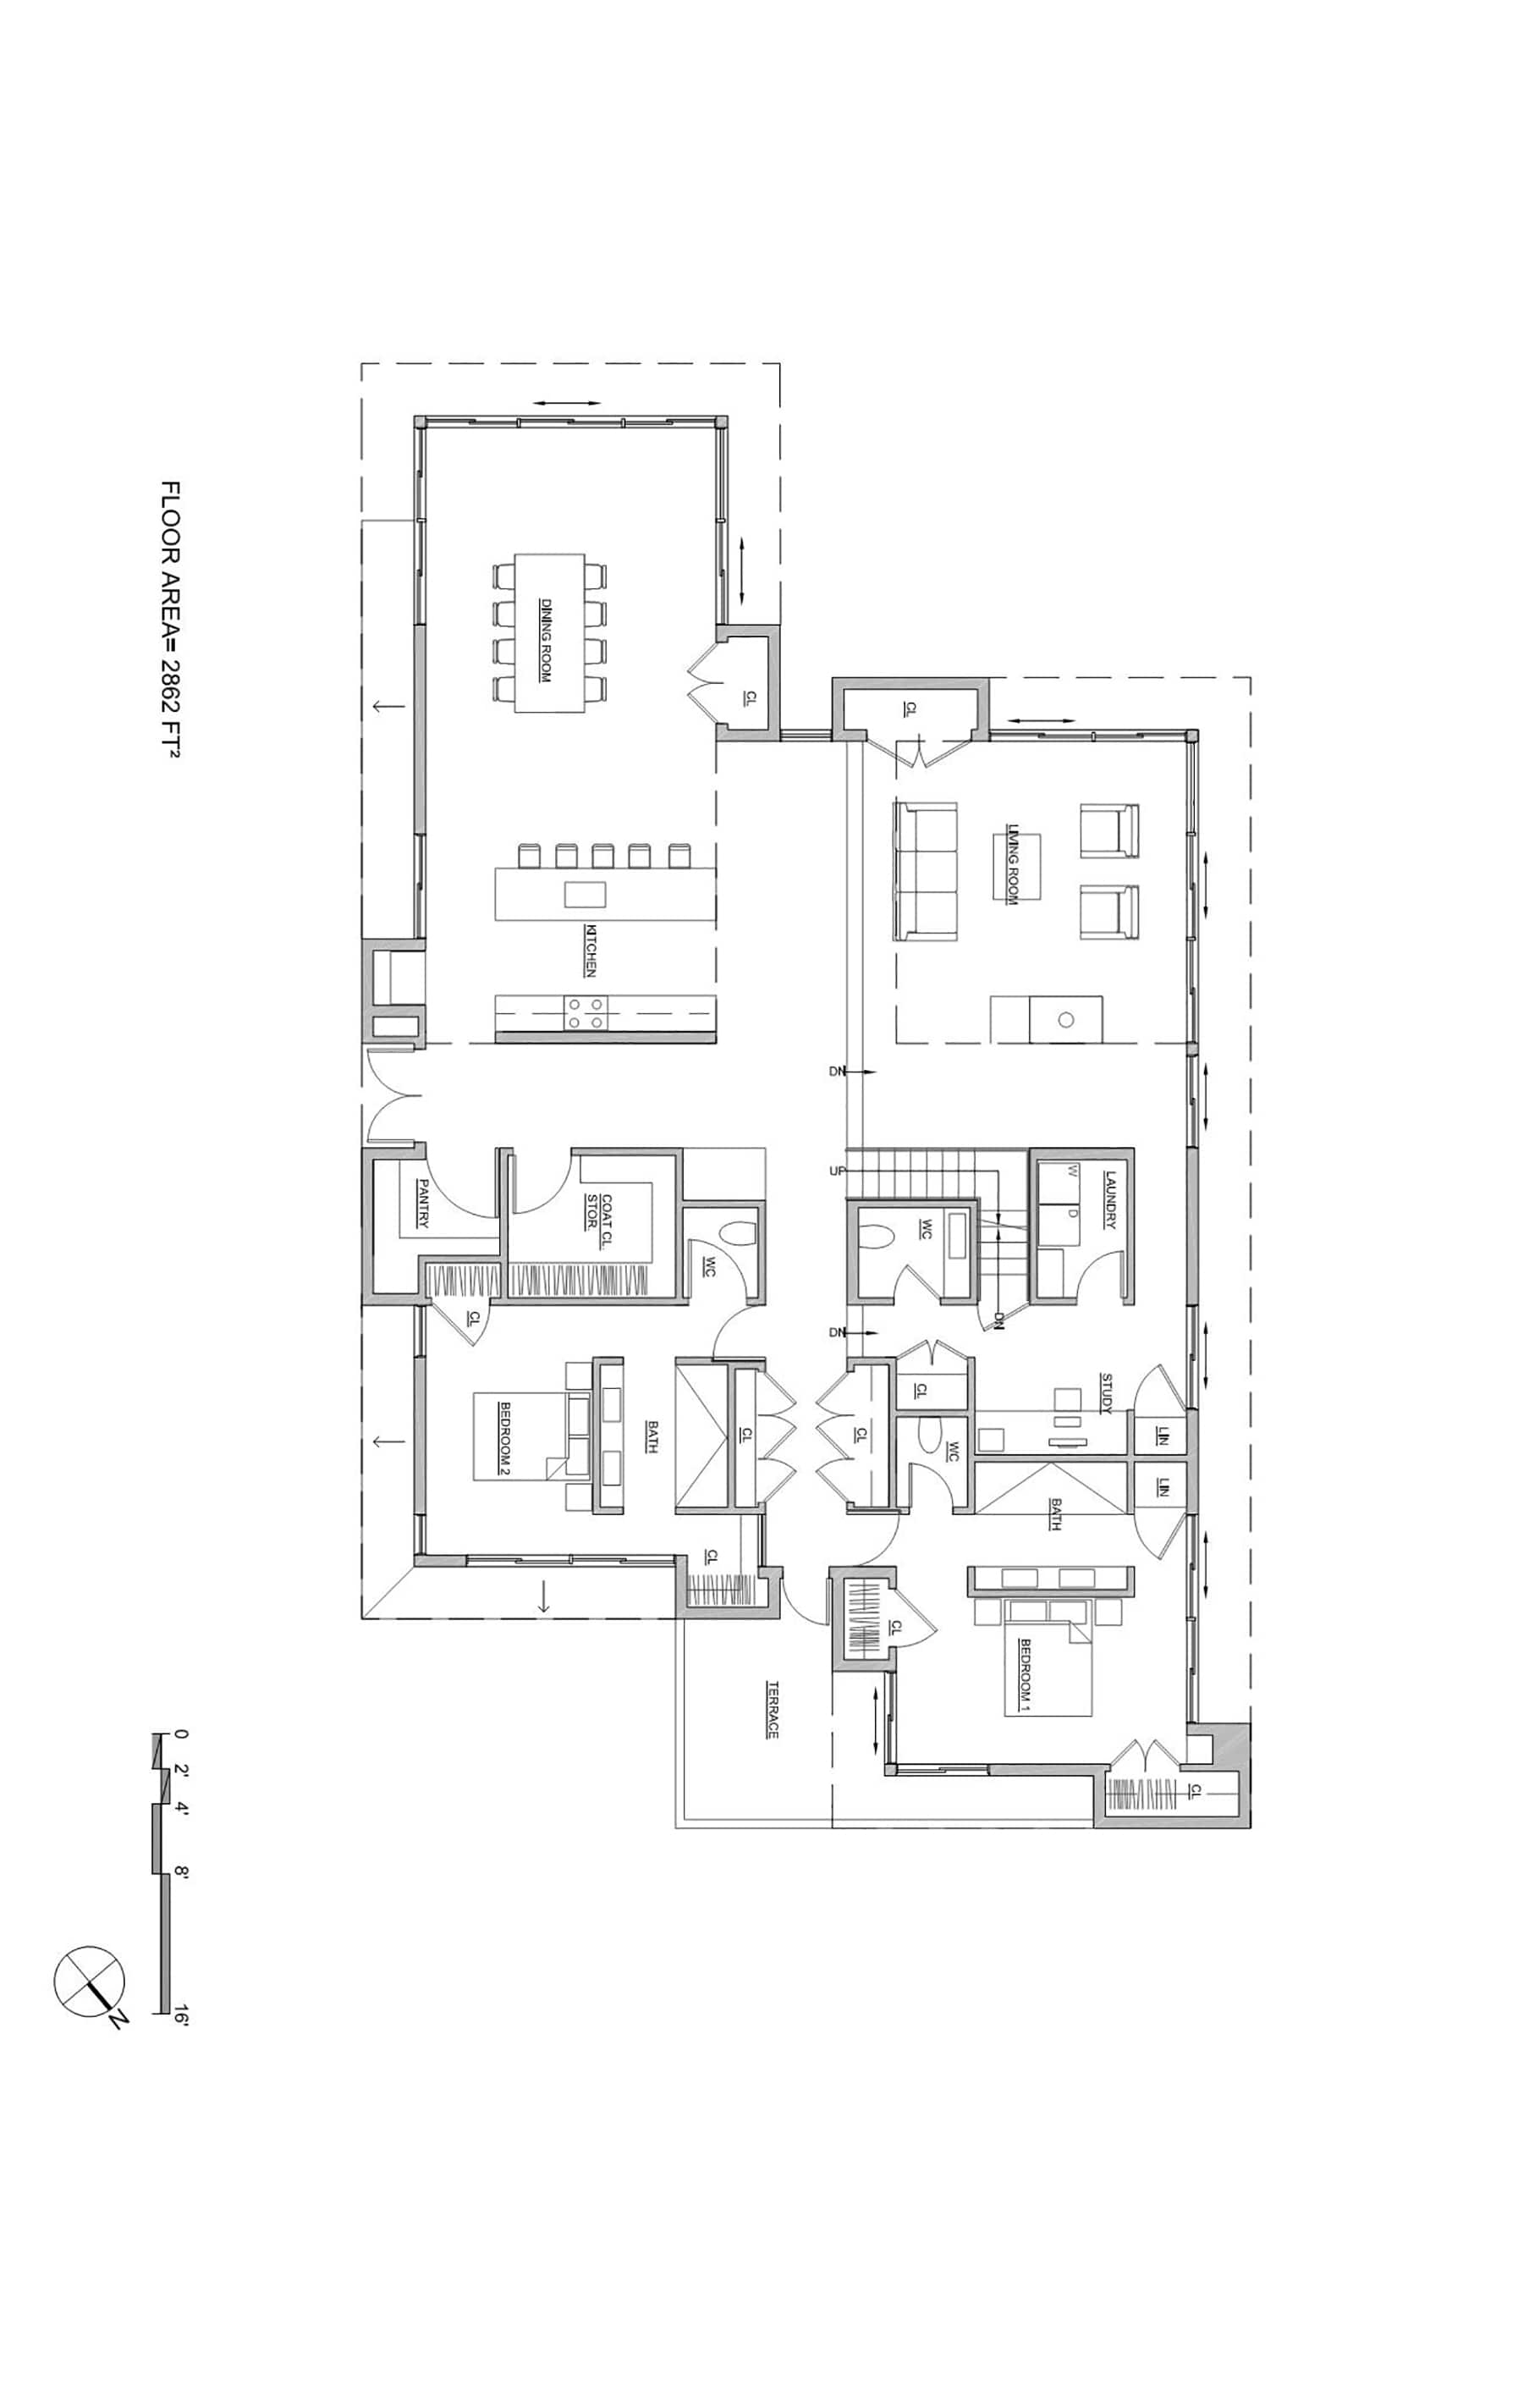 CL
CL
LIVING ROOM
DINING ROOM
KITCHEN
DN
UP
LAUNDRY
W
D
WC
DN
PANTRY
COAT CL.
STOR.
WC
CL
DN
STUDY
CL
LIN
LIN
CL
CL
WC
BATH
BATH
BEDROOM 2
CL
CL
BEDROOM 1
TERRACE
CL
FLOOR AREA= 2862 FT²
0
2'
4'
8'
16'
N